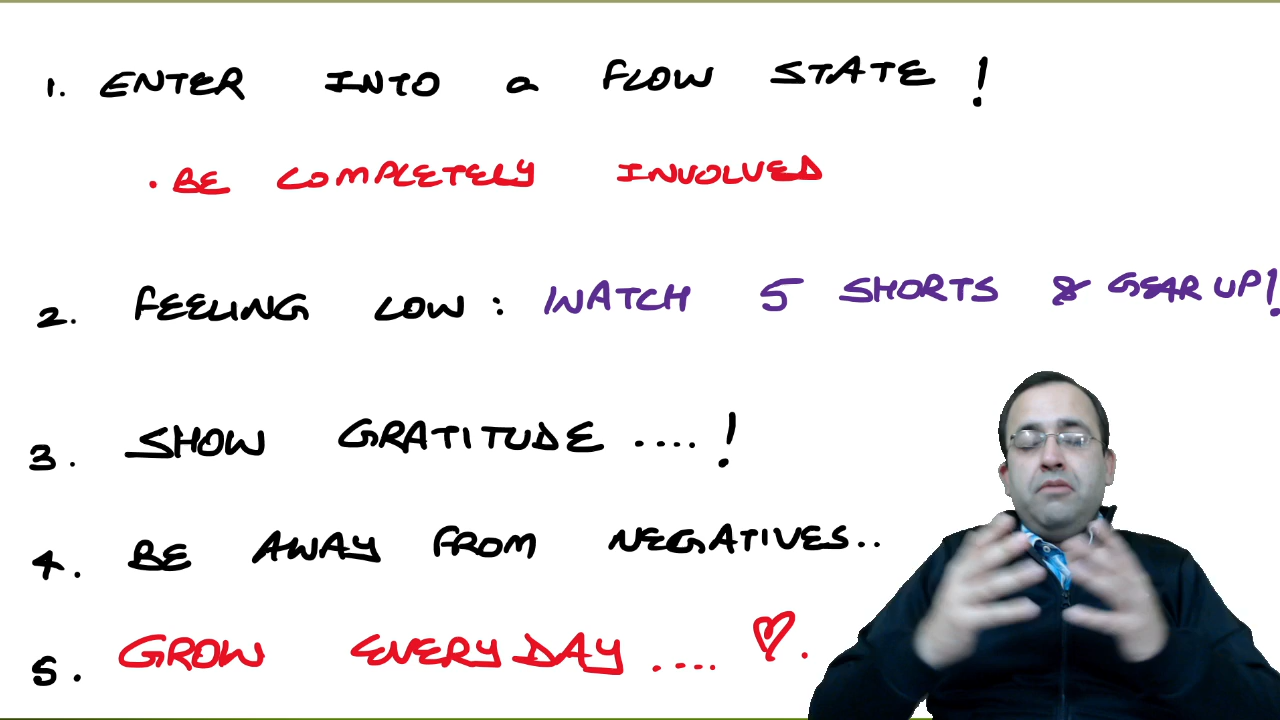 1. ENTER INTO a FLOW STATE !
• BE COMPLETELY INVOLVED
2. FEELING LOW : WATCH 5 SHORTS & GEAR UP!
3. SHOW GRATITUDE ....!
4. BE AWAY FROM NEGATIVES..
5. GROW EVERYDAY .... ♡.